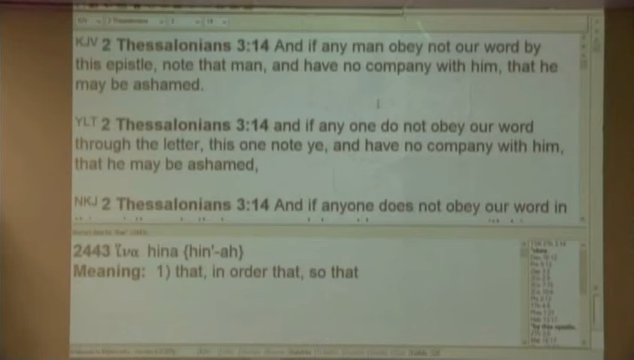 KJV 2 Thessalonians 3:14 And if any man obey not our word by
this epistle, note that man, and have no company with him, that he
may be ashamed.
YLT 2 Thessalonians 3:14 and if any one do not obey our word
through the letter, this one note ye, and have no company with him,
that he may be ashamed,
NKJ 2 Thessalonians 3:14 And if anyone does not obey our word in
2443 ἵνα hina {hin'-ah}
Meaning: 1) that, in order that, so that